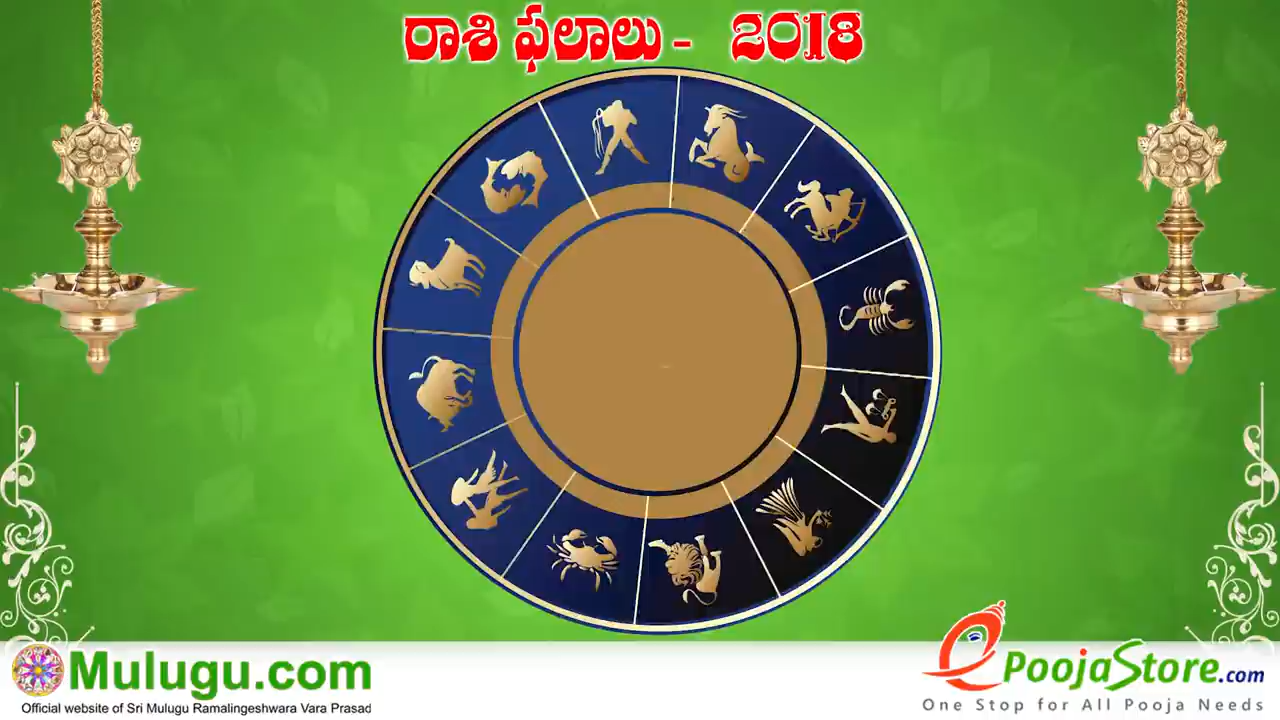 రాశి ఫలాలు - 2018
Mulugu.com
Official website of Sri Mulugu Ramalingeshwara Vara Prasad
ePoojaStore.com
One Stop for All Pooja Needs